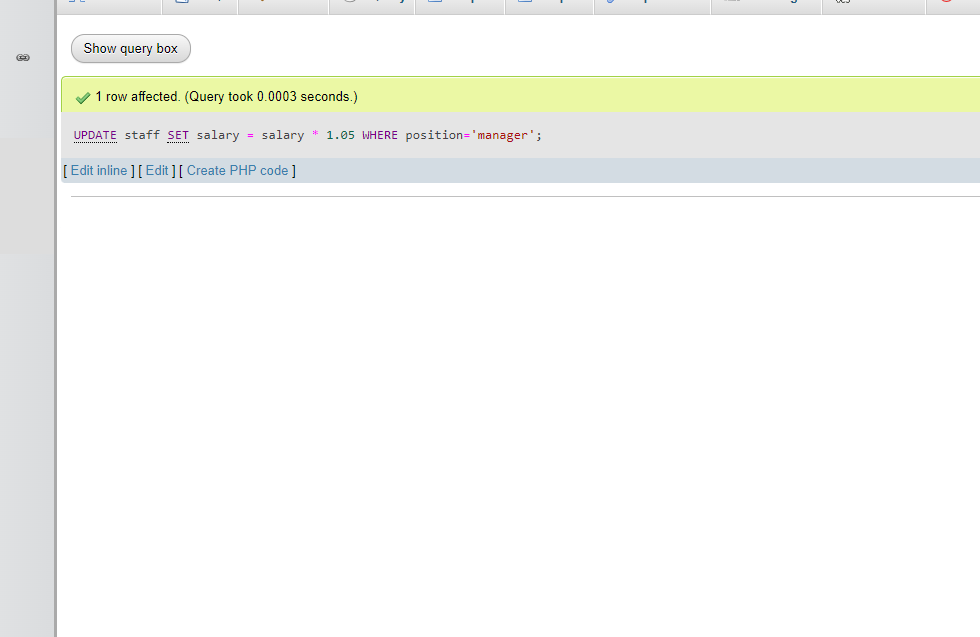 Show query box
1 row affected. (Query took 0.0003 seconds.)
UPDATE staff SET salary = salary * 1.05 WHERE position='manager';
[ Edit inline ] [ Edit ] [ Create PHP code ]